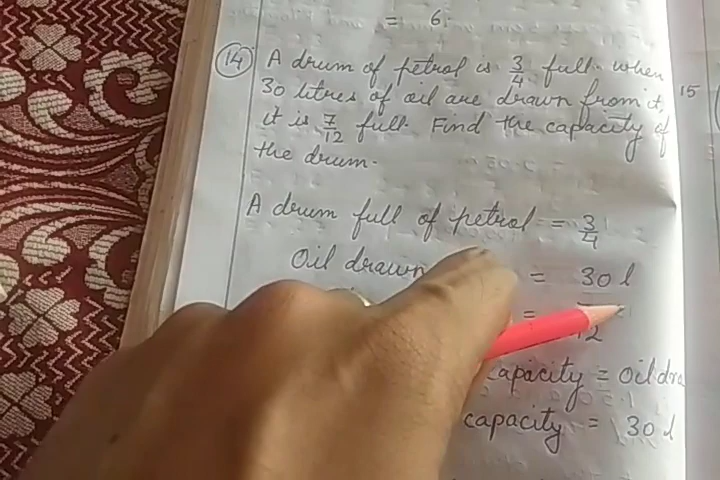 = 6
14 A drum of petrol is 3/4 full. When
30 litres of oil are drawn from it,
it is 7/12 full. Find the capacity of
the drum.
15
A drum full of petrol = 3/4
Oil drawn = 30 l
= 12
capacity = Oil dra
capacity = 30 l